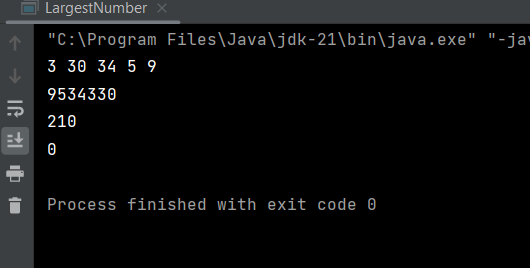 LargestNumber
"C:\Program Files\Java\jdk-21\bin\java.exe" "-jav
3 30 34 5 9
9534330
210
0
Process finished with exit code 0